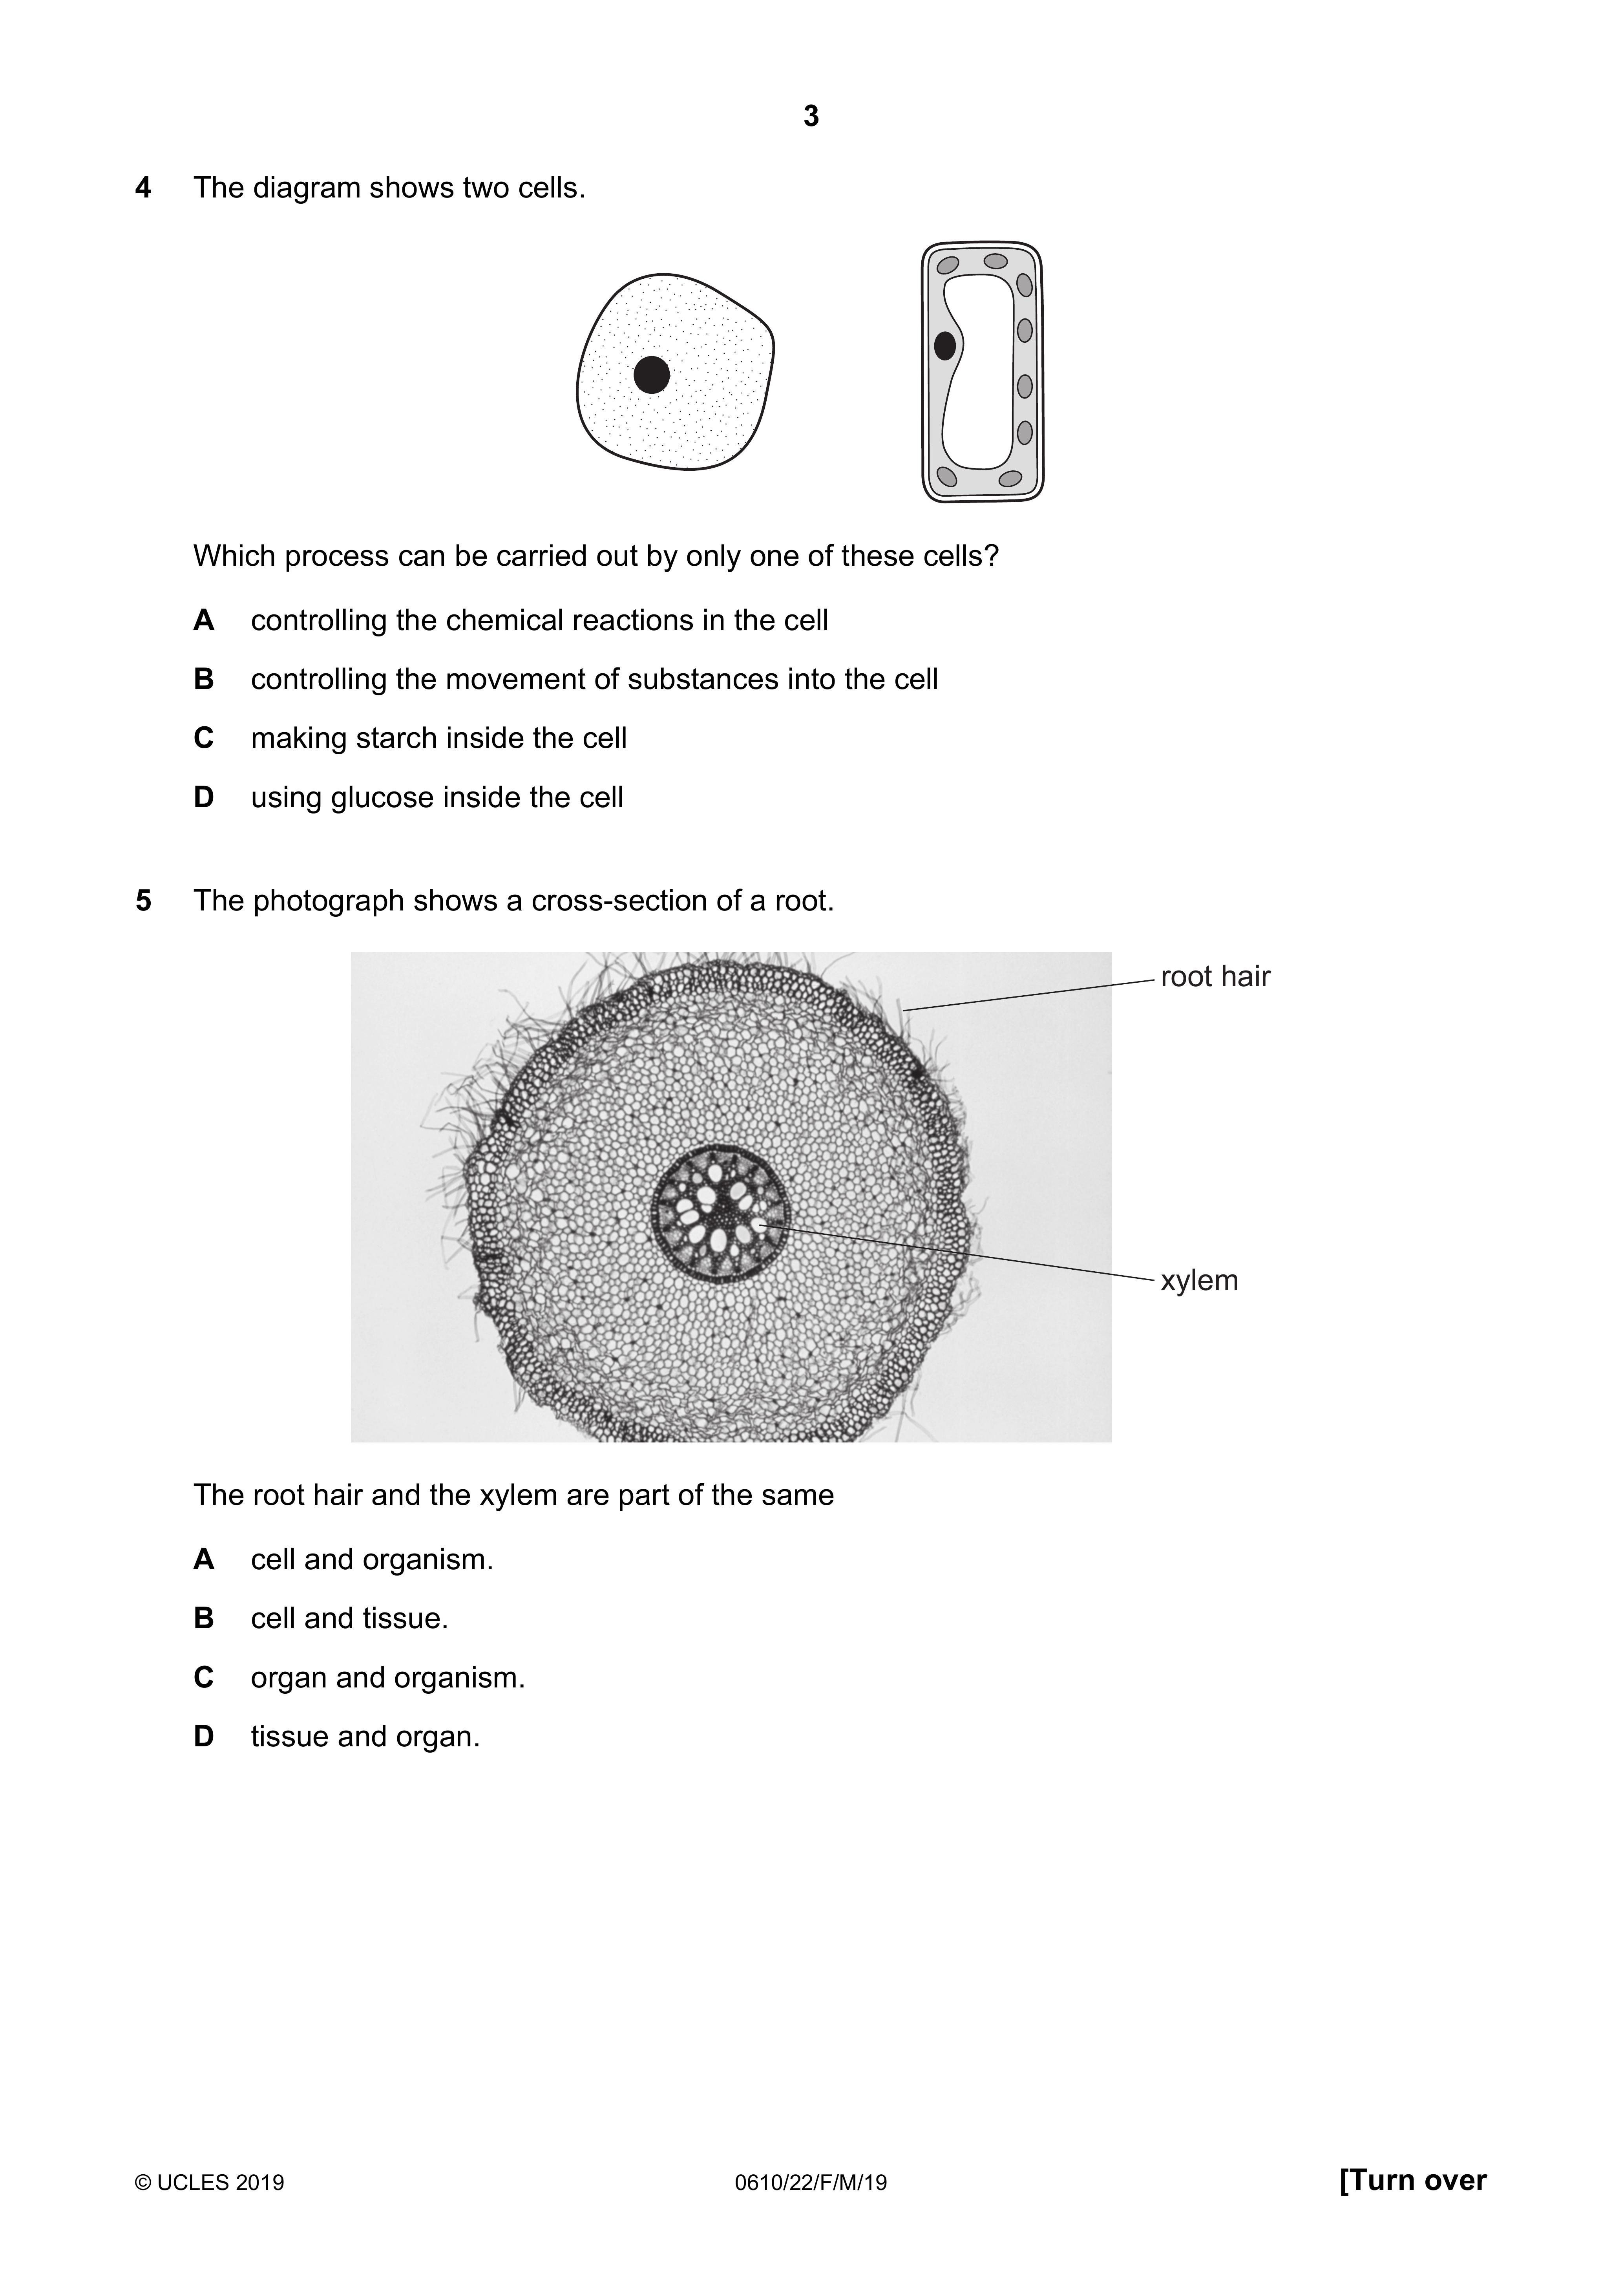 3
4 The diagram shows two cells.
Which process can be carried out by only one of these cells?
A controlling the chemical reactions in the cell
B controlling the movement of substances into the cell
C making starch inside the cell
D using glucose inside the cell
5 The photograph shows a cross-section of a root.
root hair
xylem
The root hair and the xylem are part of the same
A cell and organism.
B cell and tissue.
C organ and organism.
D tissue and organ.
© UCLES 2019 0610/22/F/M/19 [Turn over